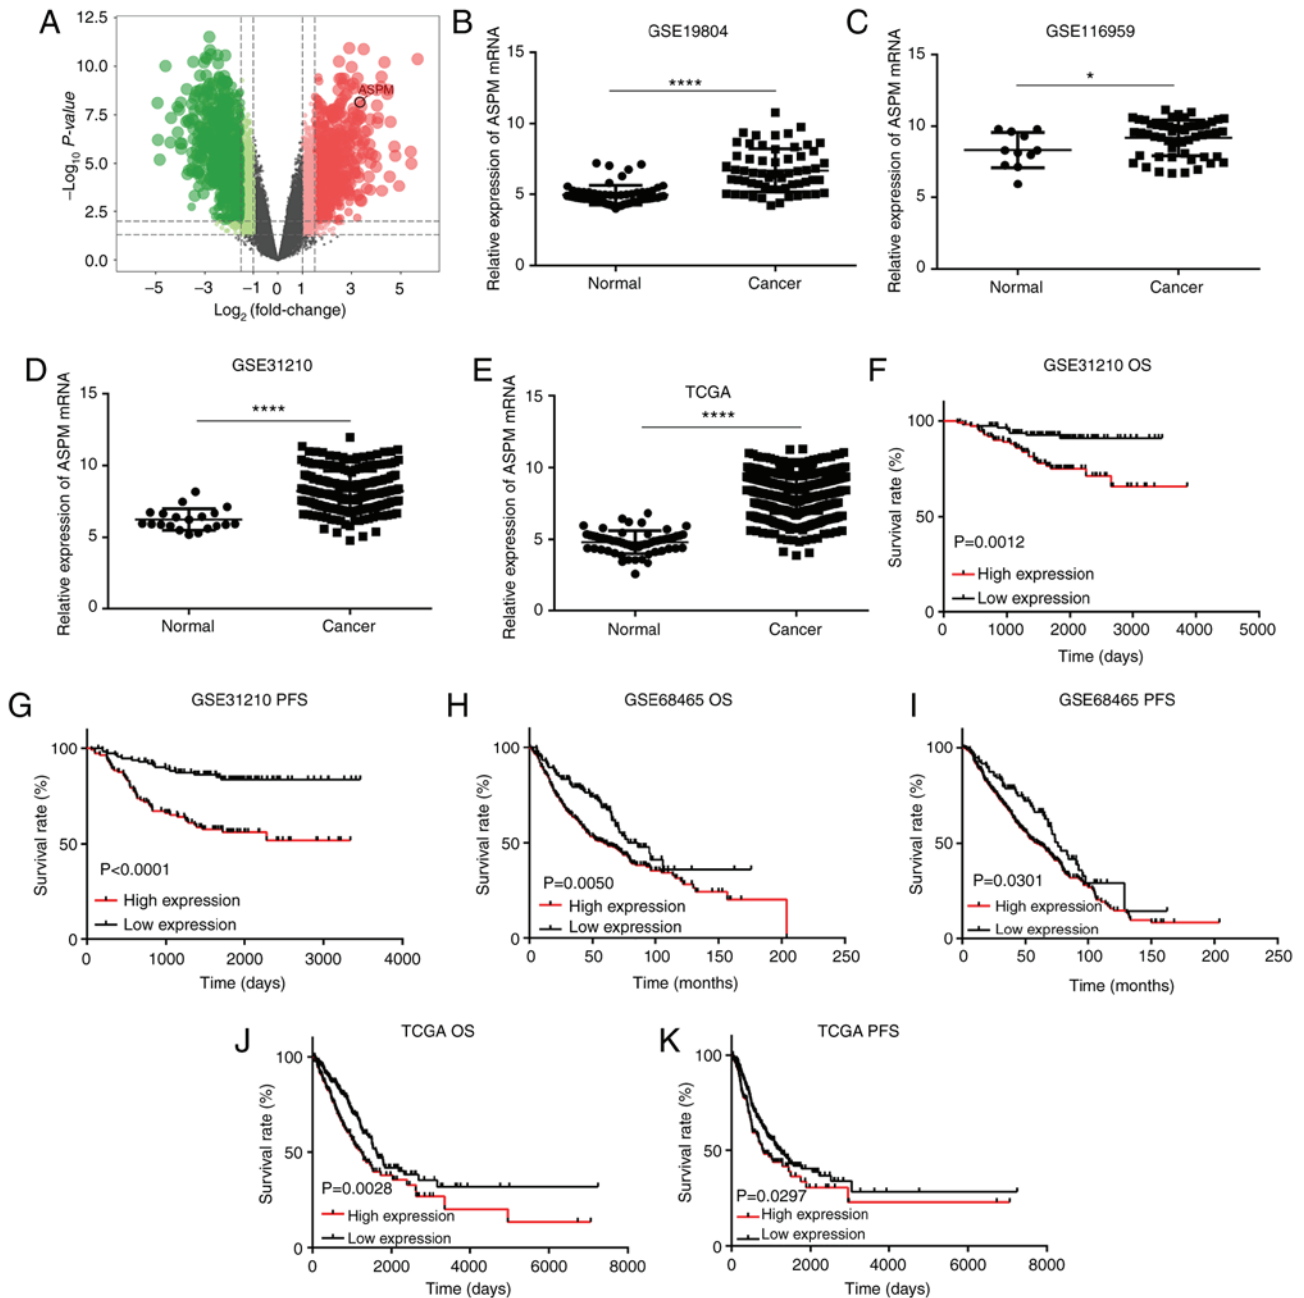 A
12.5
10.0
7.5
5.0
2.5
0.0
−Log10 P-value
ASPM
−5 −3 −1 0 1 3 5
Log2 (fold-change)
B
GSE19804
Relative expression of ASPM mRNA
15
10
5
0
****
Normal Cancer
C
GSE116959
Relative expression of ASPM mRNA
15
10
5
0
*
Normal Cancer
D
GSE31210
Relative expression of ASPM mRNA
15
10
5
0
****
Normal Cancer
E
TCGA
Relative expression of ASPM mRNA
15
10
5
0
****
Normal Cancer
F
GSE31210 OS
Survival rate (%)
100
50
0
P=0.0012
High expression
Low expression
0 1000 2000 3000 4000 5000
Time (days)
G
GSE31210 PFS
Survival rate (%)
100
50
0
P<0.0001
High expression
Low expression
0 1000 2000 3000 4000
Time (days)
H
GSE68465 OS
Survival rate (%)
100
50
0
P=0.0050
High expression
Low expression
0 50 100 150 200 250
Time (months)
I
GSE68465 PFS
Survival rate (%)
100
50
0
P=0.0301
High expression
Low expression
0 50 100 150 200 250
Time (months)
J
TCGA OS
Survival rate (%)
100
50
0
P=0.0028
High expression
Low expression
0 2000 4000 6000 8000
Time (days)
K
TCGA PFS
Survival rate (%)
100
50
0
P=0.0297
High expression
Low expression
0 2000 4000 6000 8000
Time (days)